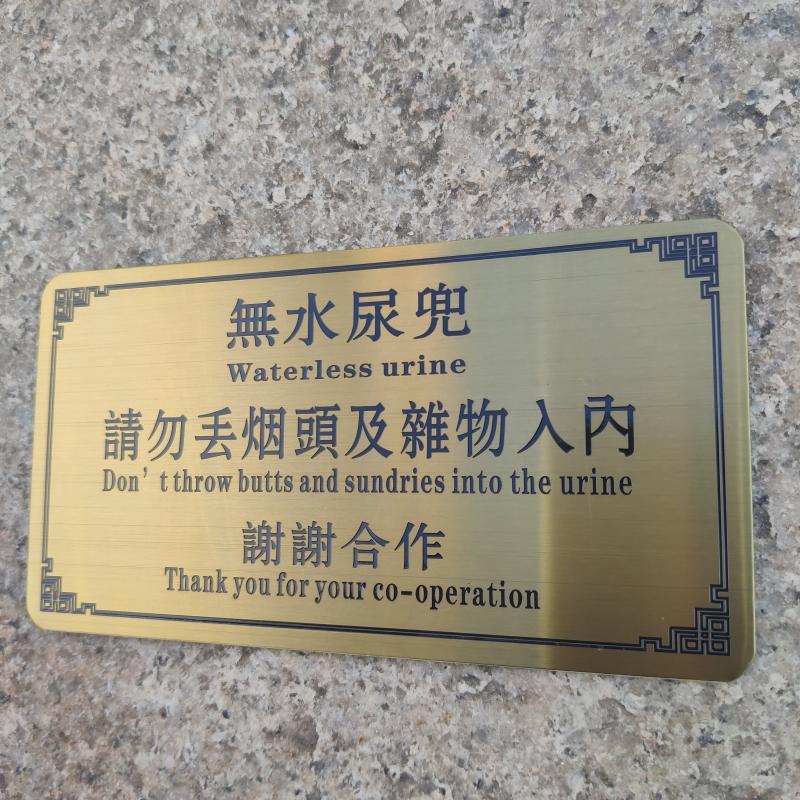 無水尿兜
Waterless urine
請勿丢烟頭及雜物入內
Don't throw butts and sundries into the urine
謝謝合作
Thank you for your co-operation